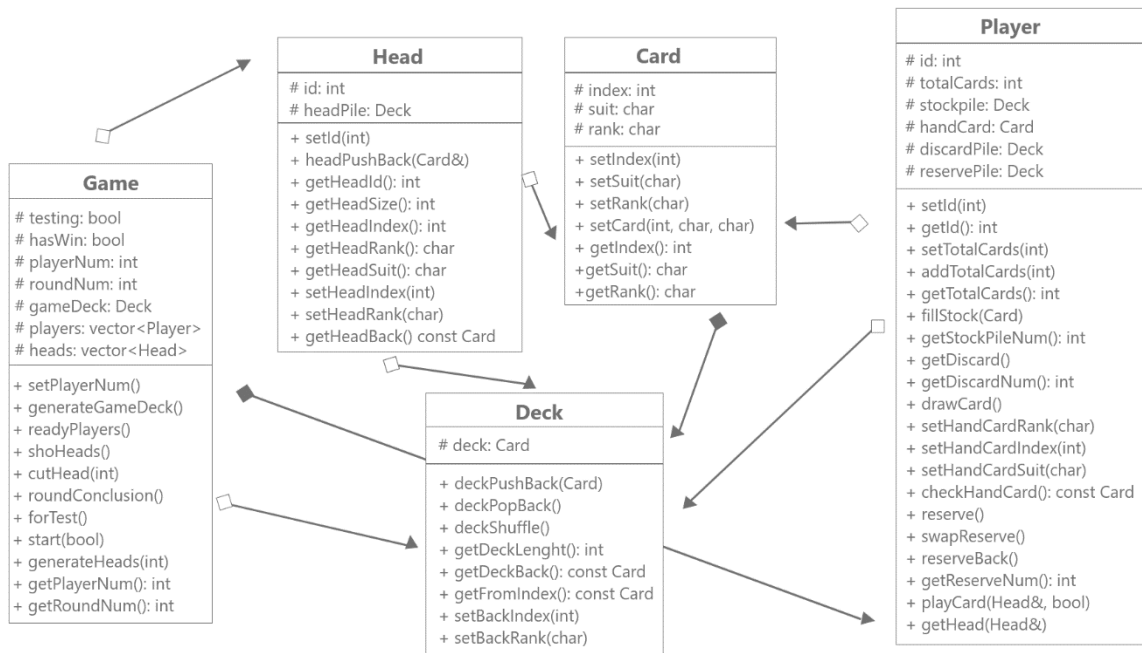 Head
# id: int
# headPile: Deck
+ setId(int)
+ headPushBack(Card&)
+ getHeadId(): int
+ getHeadSize(): int
+ getHeadIndex(): int
+ getHeadRank(): char
+ getHeadSuit(): char
+ setHeadIndex(int)
+ setHeadRank(char)
+ getHeadBack() const Card
Card
# index: int
# suit: char
# rank: char
+ setIndex(int)
+ setSuit(char)
+ setRank(char)
+ setCard(int, char, char)
+ getIndex(): int
+getSuit(): char
+getRank(): char
Player
# id: int
# totalCards: int
# stockpile: Deck
# handCard: Card
# discardPile: Deck
# reservePile: Deck
+ setId(int)
+ getId(): int
+ setTotalCards(int)
+ addTotalCards(int)
+ getTotalCards(): int
+ fillStock(Card)
+ getStockPileNum(): int
+ getDiscard()
+ getDiscardNum(): int
+ drawCard()
+ setHandCardRank(char)
+ setHandCardIndex(int)
+ setHandCardSuit(char)
+ checkHandCard(): const Card
+ reserve()
+ swapReserve()
+ reserveBack()
+ getReserveNum(): int
+ playCard(Head&, bool)
+ getHead(Head&)
Game
# testing: bool
# hasWin: bool
# playerNum: int
# roundNum: int
# gameDeck: Deck
# players: vector<Player>
# heads: vector<Head>
+ setPlayerNum()
+ generateGameDeck()
+ readyPlayers()
+ shoHeads()
+ cutHead(int)
+ roundConclusion()
+ forTest()
+ start(bool)
+ generateHeads(int)
+ getPlayerNum(): int
+ getRoundNum(): int
Deck
# deck: Card
+ deckPushBack(Card)
+ deckPopBack()
+ deckShuffle()
+ getDeckLenght(): int
+ getDeckBack(): const Card
+ getFromIndex(): const Card
+ setBackIndex(int)
+ setBackRank(char)